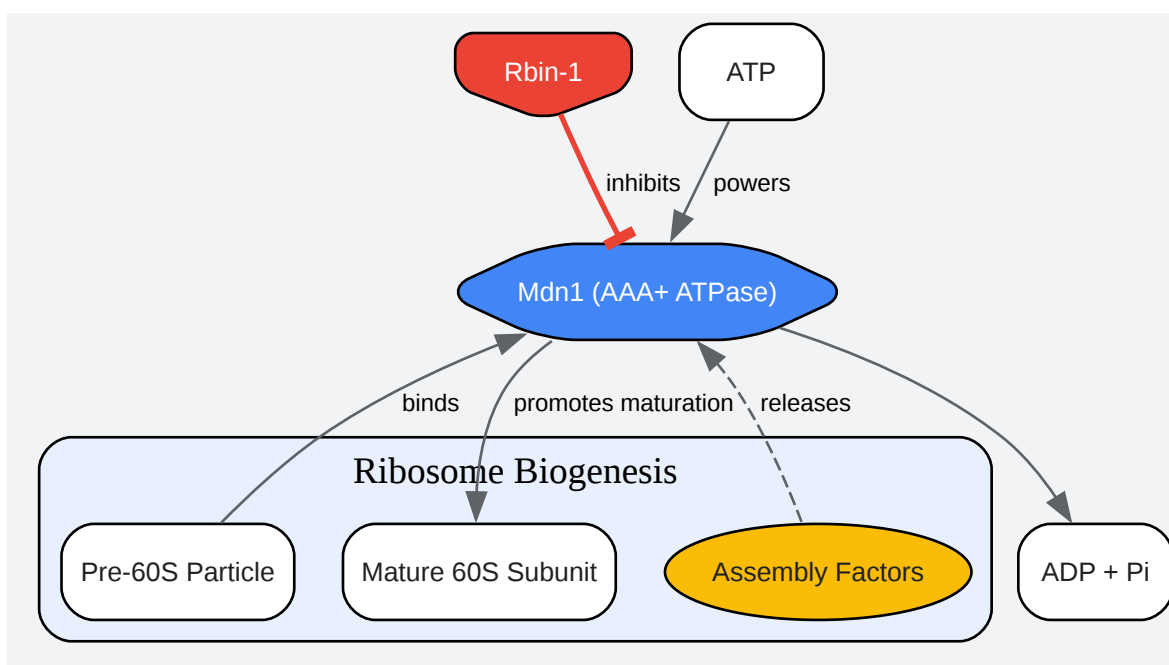 Rbin-1
ATP
inhibits
powers
Mdn1 (AAA+ ATPase)
binds
promotes maturation
releases
Ribosome Biogenesis
Pre-60S Particle
Mature 60S Subunit
Assembly Factors
ADP + Pi